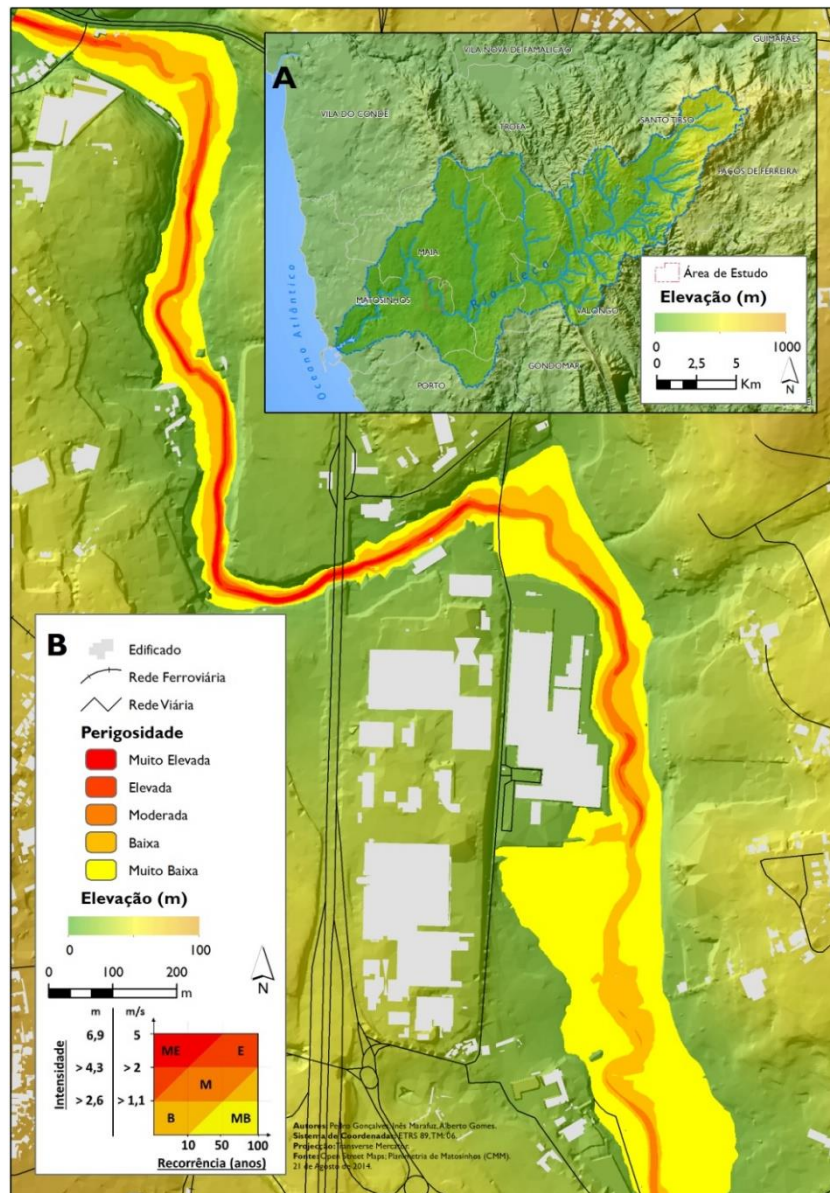 A
VILA NOVA DE FAMALICÃO
GUIMARÃES
VILA DO CONDE
TROFA
SANTO TIRSO
PAÇOS DE FERREIRA
MAIA
MATOSINHOS
RIO LEÇA
VALONGO
GONDOMAR
PORTO
Oceano Atlântico
Área de Estudo
Elevação (m)
0 1000
0 2,5 5
Km
N
B
Edificado
Rede Ferroviária
Rede Viária
Perigosidade
Muito Elevada
Elevada
Moderada
Baixa
Muito Baixa
Elevação (m)
0 100
0 100 200
m
N
m m/s
Intensidade
6,9 5
> 4,3 > 2
> 2,6 > 1,1
ME E
M
B MB
10 50 100
Recorrência (anos)
Autores: Pedro Gonçalves, Inês Marafuz, Alberto Gomes.
Sistema de Coordenadas: ETRS 89, TM 06.
Projecção: Transverse Mercator.
Fonte: Open Street Maps; Planimetria de Matosinhos (CMM).
21 de Agosto de 2014.